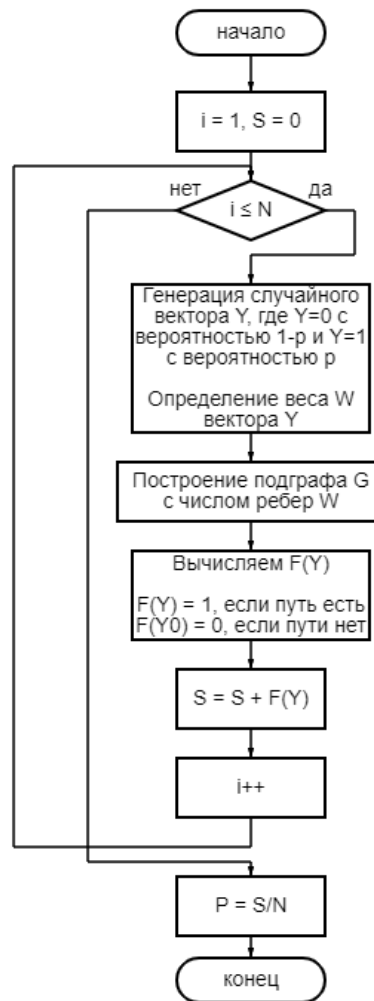 начало
i = 1, S = 0
нет
да
i ≤ N
Генерация случайного
вектора Y, где Y=0 с
вероятностью 1-p и Y=1
с вероятностью p
Определение веса W
вектора Y
Построение подграфа G
с числом ребер W
Вычисляем F(Y)
F(Y) = 1, если путь есть
F(Y0) = 0, если пути нет
S = S + F(Y)
i++
P = S/N
конец